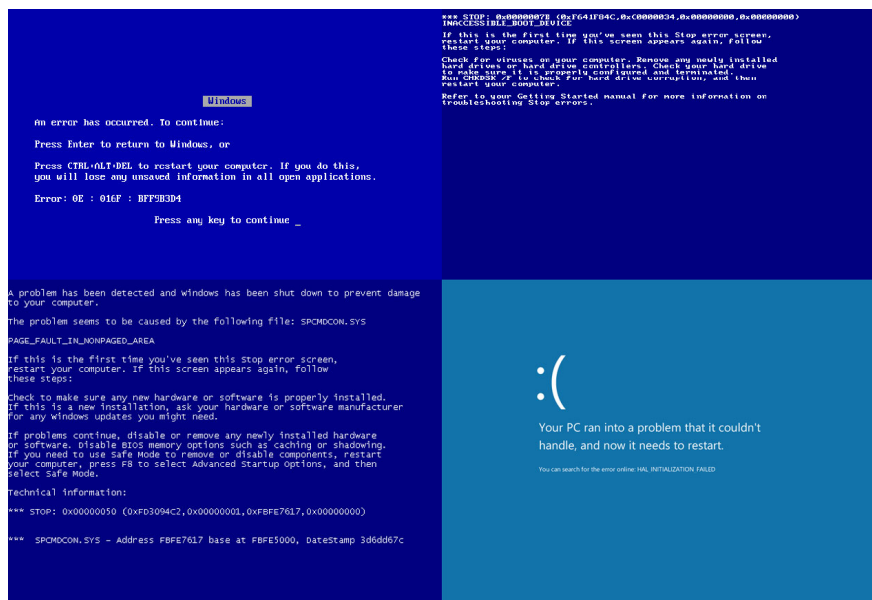 Windows
An error has occurred. To continue:
Press Enter to return to Windows, or
Press CTRL+ALT+DEL to restart your computer. If you do this,
you will lose any unsaved information in all open applications.
Error: 0E : 016F : BFF9B3D4
Press any key to continue _
*** STOP: 0x0000007B (0xF641F84C,0xC0000034,0x00000000,0x00000000)
INACCESSIBLE_BOOT_DEVICE
If this is the first time you've seen this Stop error screen,
restart your computer. If this screen appears again, follow
these steps:
Check for viruses on your computer. Remove any newly installed
hard drives or hard drive controllers. Check your hard drive
to make sure it is properly configured and terminated.
Run CHKDSK /F to check for hard drive corruption, and then
restart your computer.
Refer to your Getting Started manual for more information on
troubleshooting Stop errors.
A problem has been detected and windows has been shut down to prevent damage
to your computer.
The problem seems to be caused by the following file: SPCMDCON.SYS
PAGE_FAULT_IN_NONPAGED_AREA
If this is the first time you've seen this Stop error screen,
restart your computer. If this screen appears again, follow
these steps:
Check to make sure any new hardware or software is properly installed.
If this is a new installation, ask your hardware or software manufacturer
for any windows updates you might need.
If problems continue, disable or remove any newly installed hardware
or software. Disable BIOS memory options such as caching or shadowing.
If you need to use Safe Mode to remove or disable components, restart
your computer, press F8 to select Advanced Startup Options, and then
select Safe Mode.
Technical information:
*** STOP: 0x00000050 (0xFD3094C2,0x00000001,0xFBFE7617,0x00000000)
*** SPCMDCON.SYS - Address FBFE7617 base at FBFE5000, DateStamp 3d6dd67c
:(
Your PC ran into a problem that it couldn't
handle, and now it needs to restart.
You can search for the error online: HAL_INITIALIZATION_FAILED